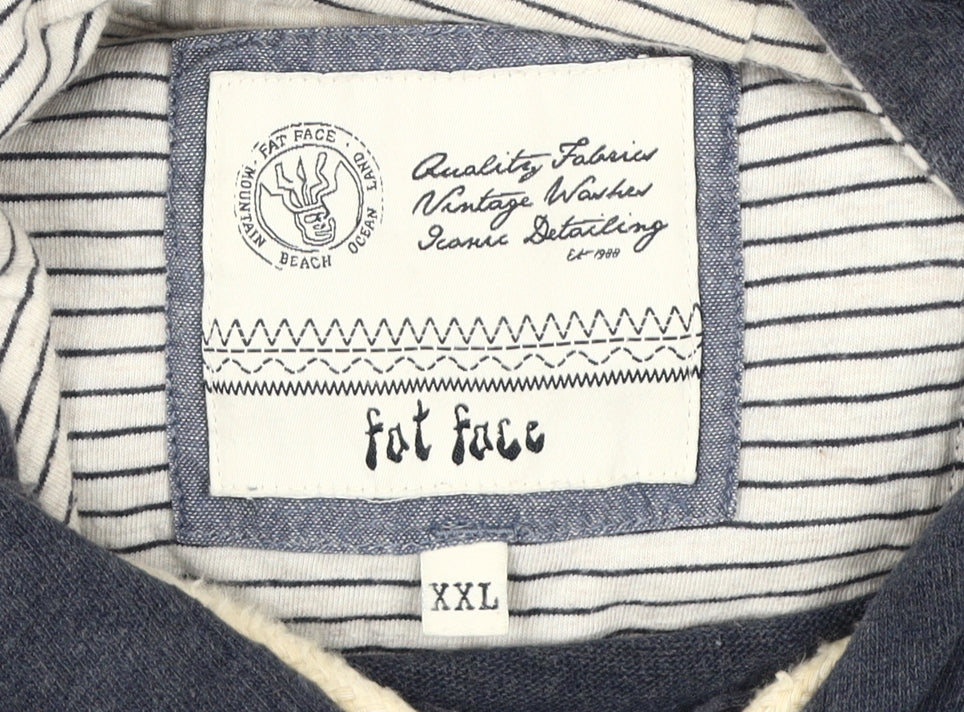 · FAT FACE ·
MOUNTAIN BEACH OCEAN LAND
Quality Fabrics
Vintage Washes
Iconic Detailing
Est 1988
fat face
XXL